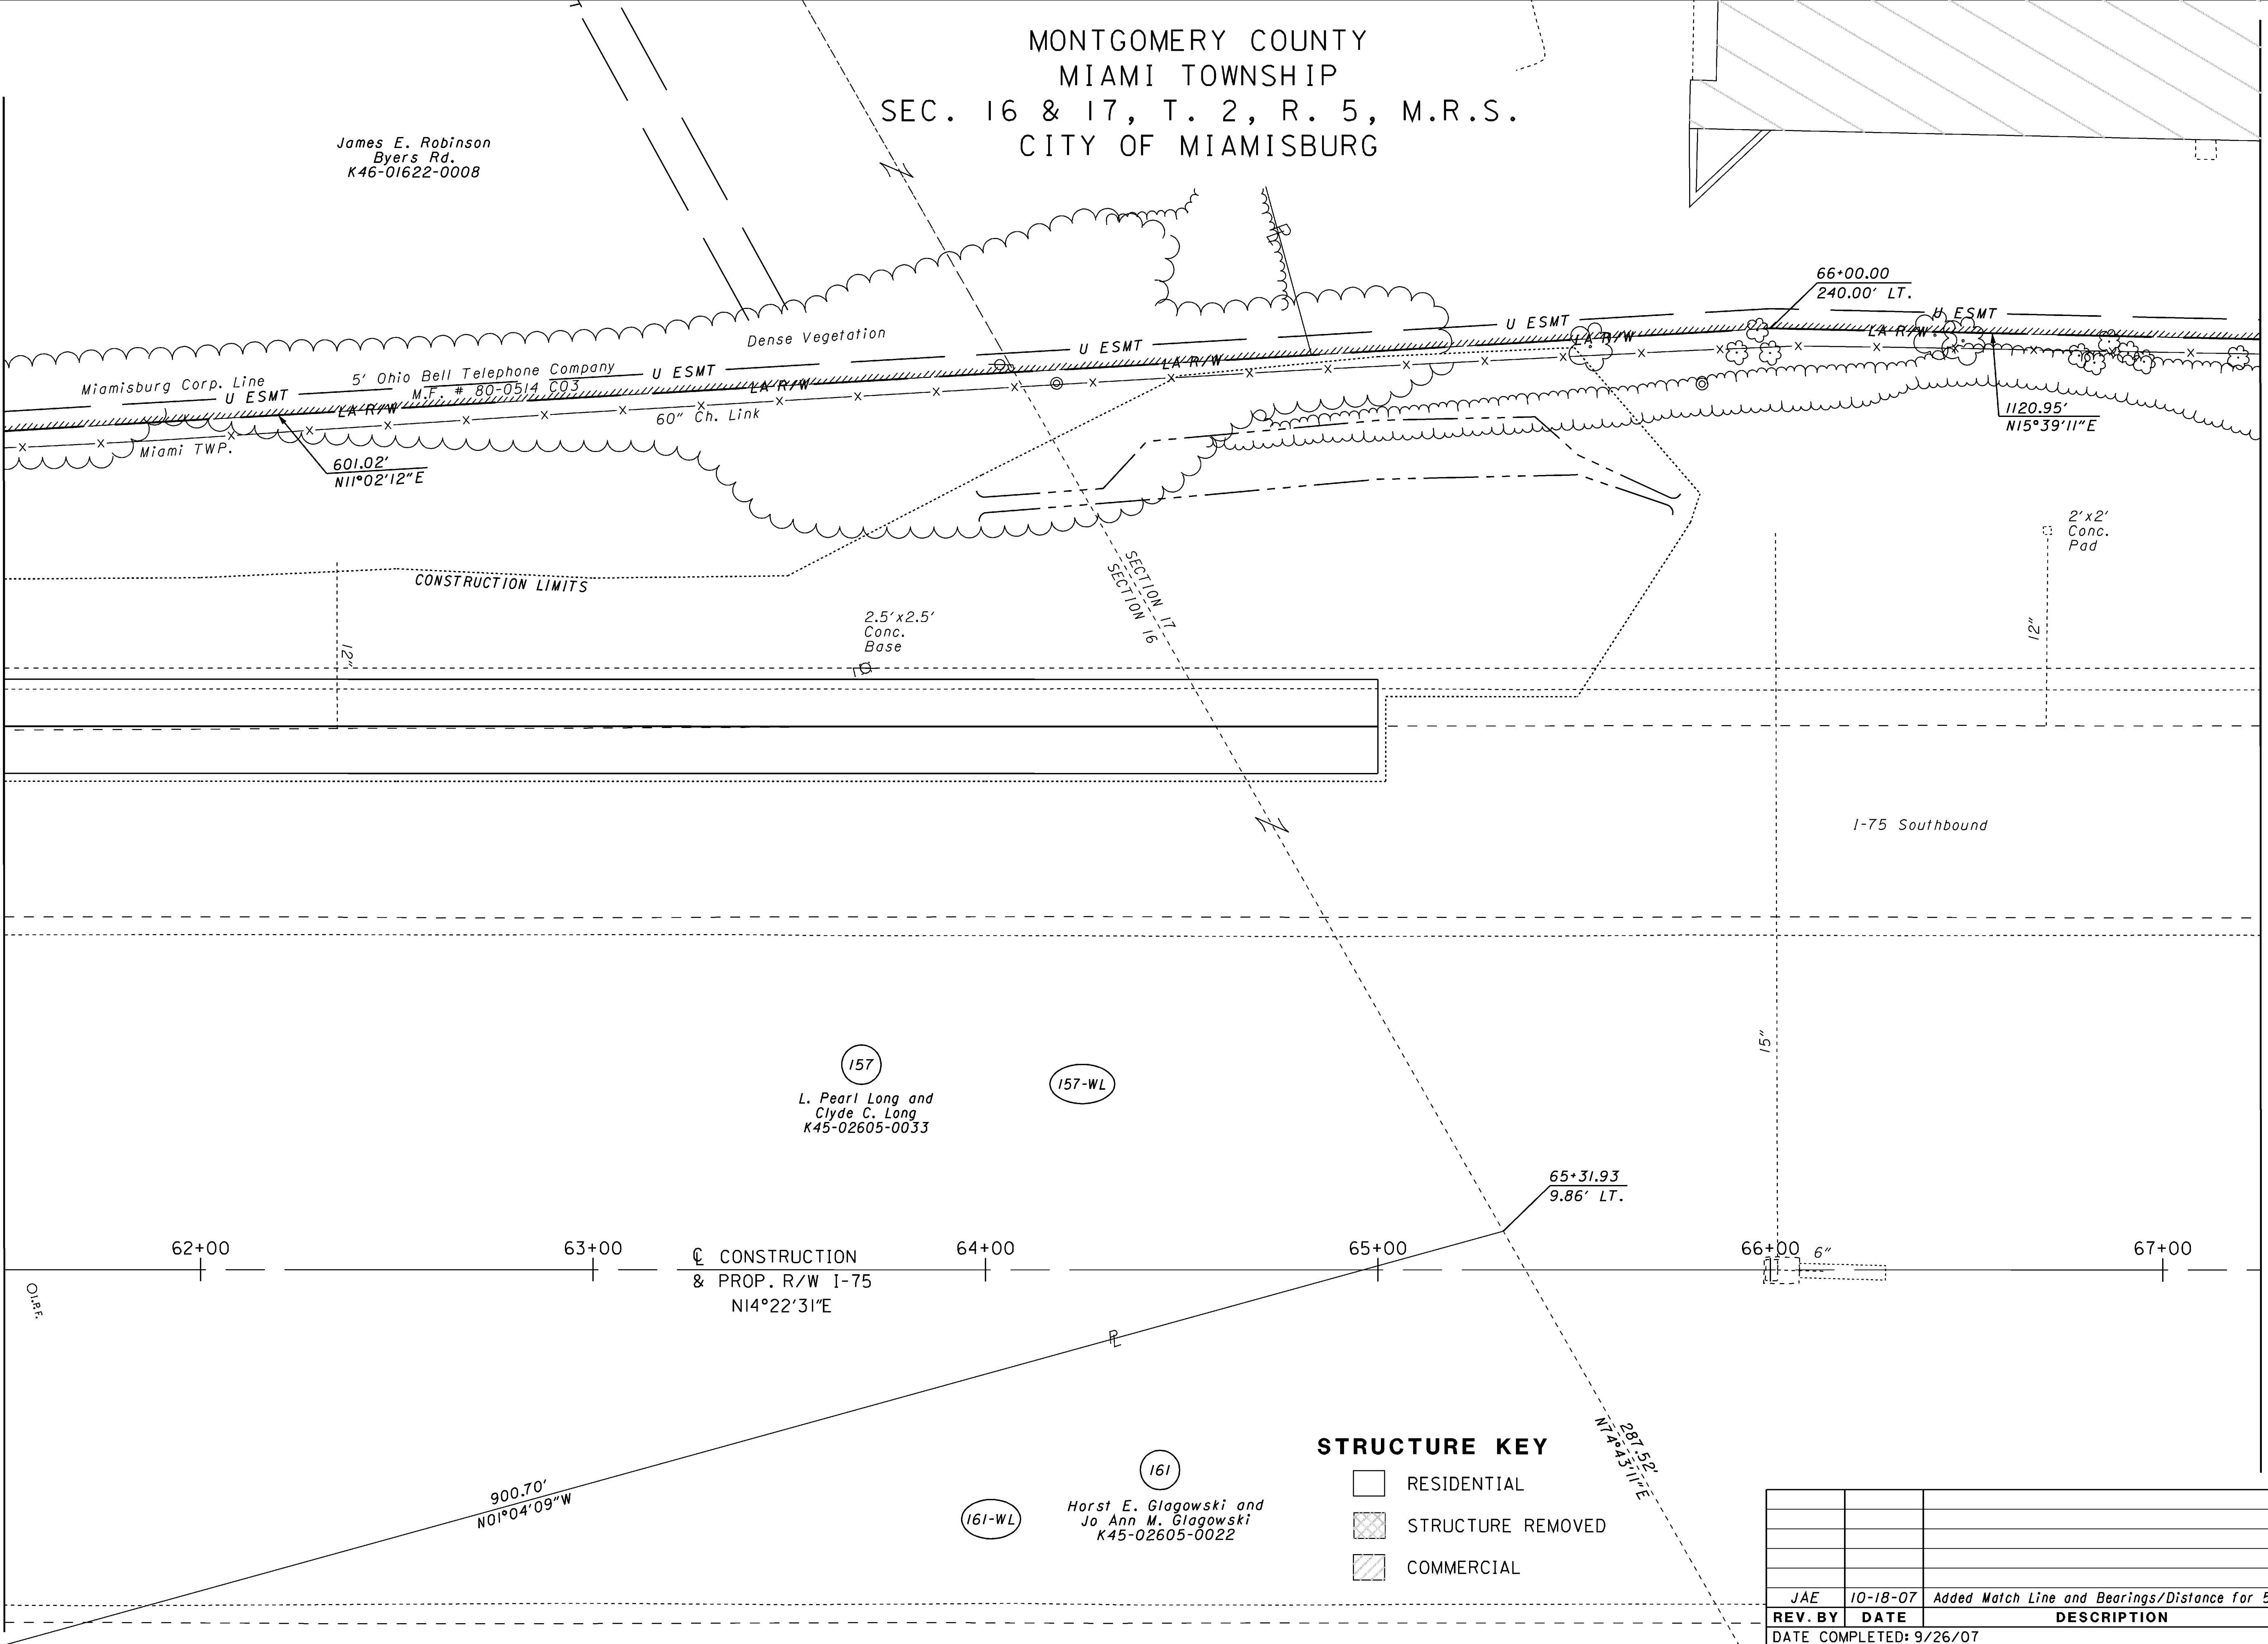 MONTGOMERY COUNTY
MIAMI TOWNSHIP
SEC. 16 & 17, T. 2, R. 5, M.R.S.
CITY OF MIAMISBURG
James E. Robinson
Byers Rd.
K46-01622-0008
66+00.00
240.00' LT.
Dense Vegetation
U ESMT
U ESMT
U ESMT
U ESMT
U ESMT
LA R/W
LA R/W
LA R/W
LA R/W
LA R/W
Miamisburg Corp. Line
5' Ohio Bell Telephone Company
M.F. # 80-0514 C03
60" Ch. Link
Miami TWP.
601.02'
N11°02'12"E
1120.95'
N15°39'11"E
2'x2'
Conc.
Pad
CONSTRUCTION LIMITS
SECTION 17
SECTION 16
2.5'x2.5'
Conc.
Base
12"
12"
I-75 Southbound
15"
157
L. Pearl Long and
Clyde C. Long
K45-02605-0033
157-WL
65+31.93
9.86' LT.
62+00
63+00
64+00
65+00
66+00
67+00
6"
℄ CONSTRUCTION
& PROP. R/W I-75
N14°22'31"E
I.P.F.
PL
900.70'
N01°04'09"W
287.52'
N74°43'11"E
161
Horst E. Glagowski and
Jo Ann M. Glagowski
K45-02605-0022
161-WL
STRUCTURE KEY
RESIDENTIAL
STRUCTURE REMOVED
COMMERCIAL
JAE 10-18-07 Added Match Line and Bearings/Distance for 5
REV. BY DATE DESCRIPTION
DATE COMPLETED: 9/26/07